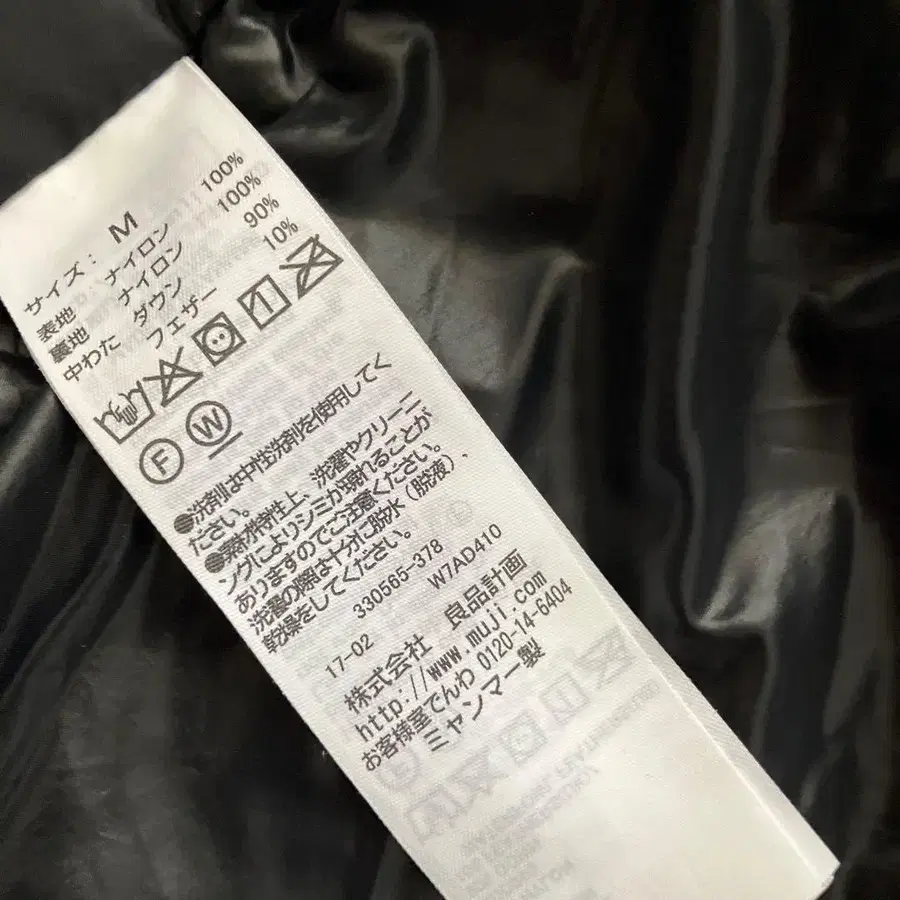 サイズ: M
表地 ナイロン 100%
裏地 ナイロン 100%
中わた ダウン 90%
フェザー 10%
F W
●洗剤は中性洗剤を使用してく
ださい。
●素材特性上、洗濯やクリーニ
ングによりシミが現れることが
ありますのでご注意ください。
洗濯の際は十分に脱水(脱液)、
乾燥をしてください。
330565-378
17-02 W7AD410
株式会社 良品計画
http://www.muji.com
お客様室でんわ 0120-14-6404
ミャンマー製